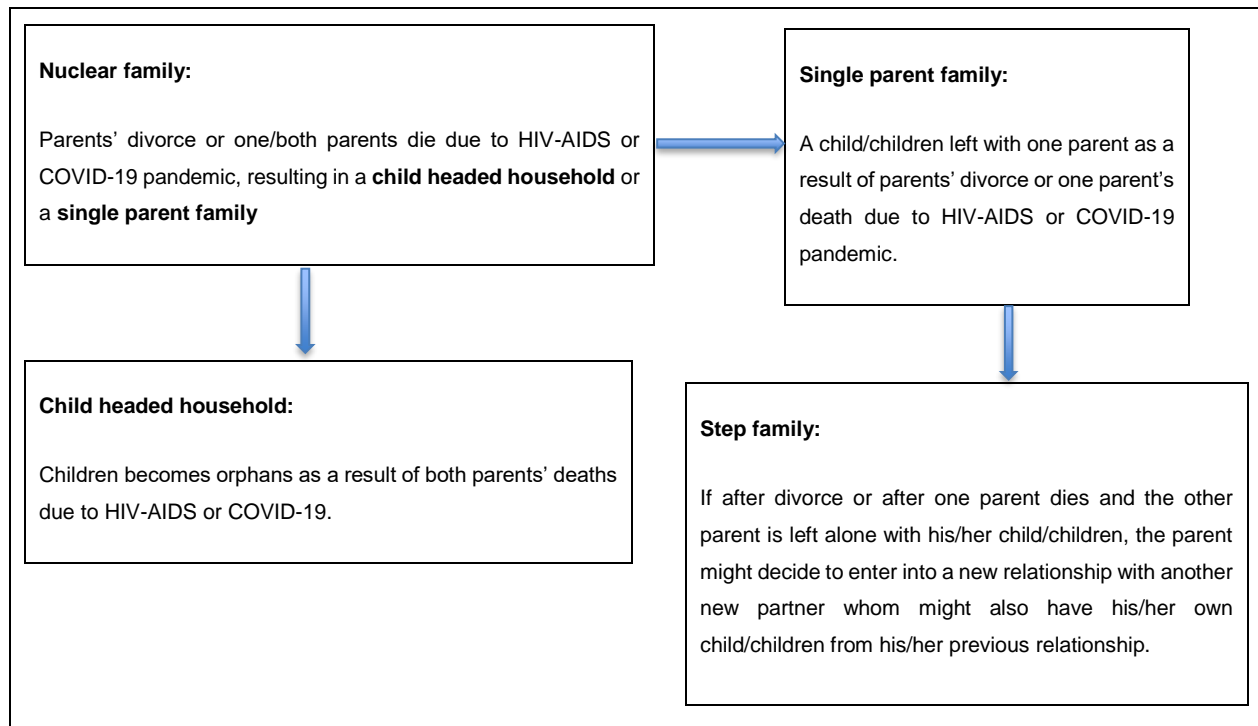 Nuclear family:
Parents’ divorce or one/both parents die due to HIV-AIDS or
COVID-19 pandemic, resulting in a child headed household or
a single parent family
Single parent family:
A child/children left with one parent as a
result of parents’ divorce or one parent’s
death due to HIV-AIDS or COVID-19
pandemic.
Child headed household:
Children becomes orphans as a result of both parents’ deaths
due to HIV-AIDS or COVID-19.
Step family:
If after divorce or after one parent dies and the other
parent is left alone with his/her child/children, the parent
might decide to enter into a new relationship with another
new partner whom might also have his/her own
child/children from his/her previous relationship.